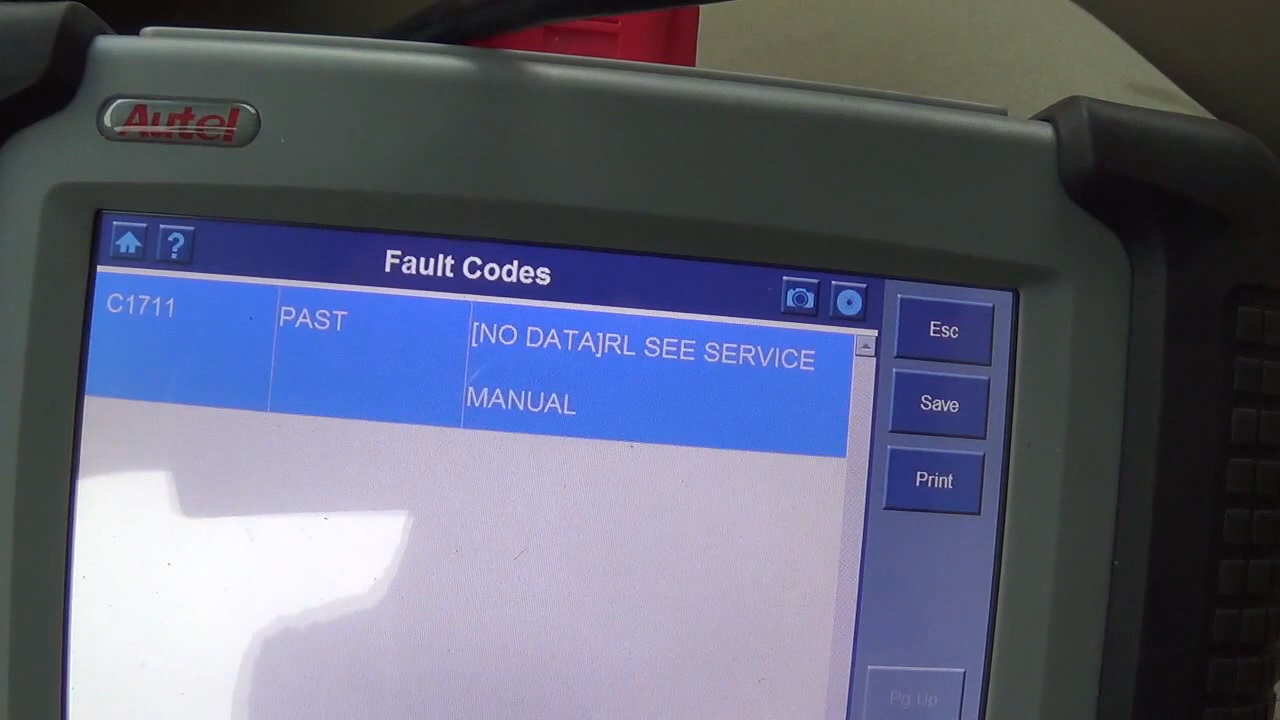 Autel
Fault Codes
C1711
PAST
[NO DATA]RL SEE SERVICE
MANUAL
Esc
Save
Print
Pg Up